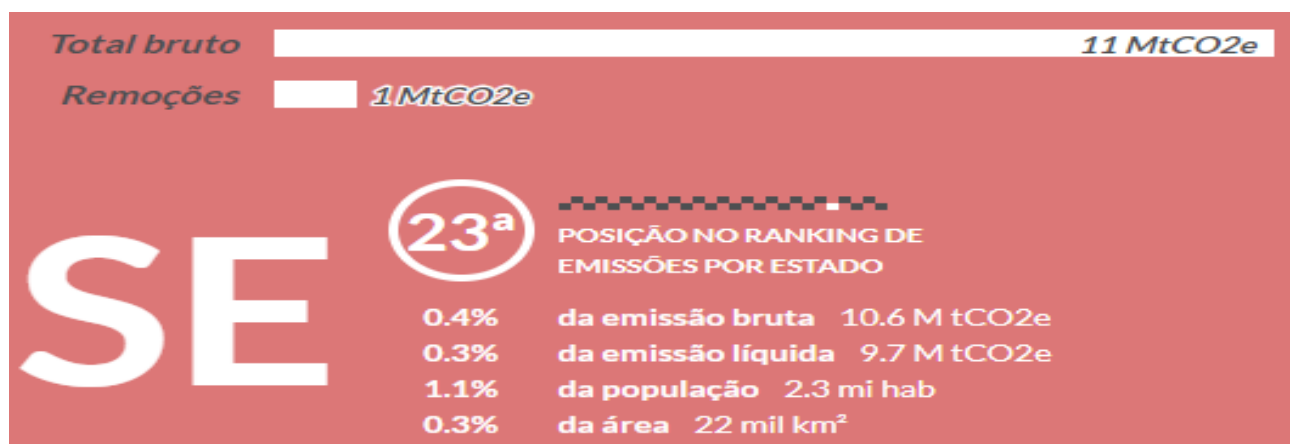 Total bruto 11 MtCO2e
Remoções 1 MtCO2e
SE
23ª
POSIÇÃO NO RANKING DE
EMISSÕES POR ESTADO
0.4% da emissão bruta 10.6 M tCO2e
0.3% da emissão líquida 9.7 M tCO2e
1.1% da população 2.3 mi hab
0.3% da área 22 mil km²